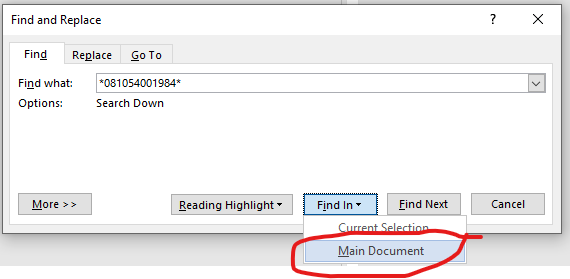 Find and Replace
Find Replace Go To
Find what: *081054001984*
Options: Search Down
More >> Reading Highlight Find In Find Next Cancel
Current Selection
Main Document